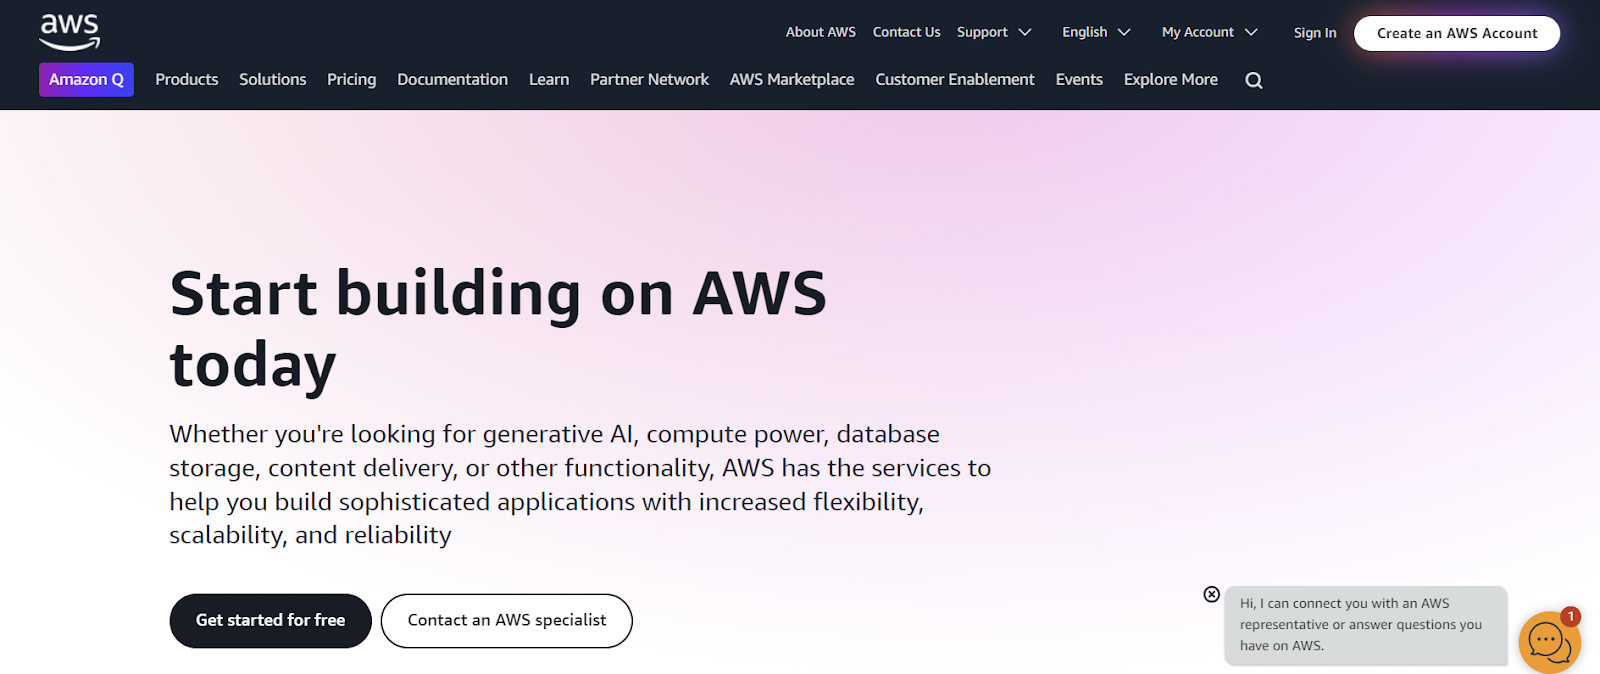 aws
About AWS Contact Us Support English My Account Sign In Create an AWS Account
Amazon Q Products Solutions Pricing Documentation Learn Partner Network AWS Marketplace Customer Enablement Events Explore More
Start building on AWS
today
Whether you're looking for generative AI, compute power, database
storage, content delivery, or other functionality, AWS has the services to
help you build sophisticated applications with increased flexibility,
scalability, and reliability
Get started for free Contact an AWS specialist
Hi, I can connect you with an AWS
representative or answer questions you
have on AWS.
1